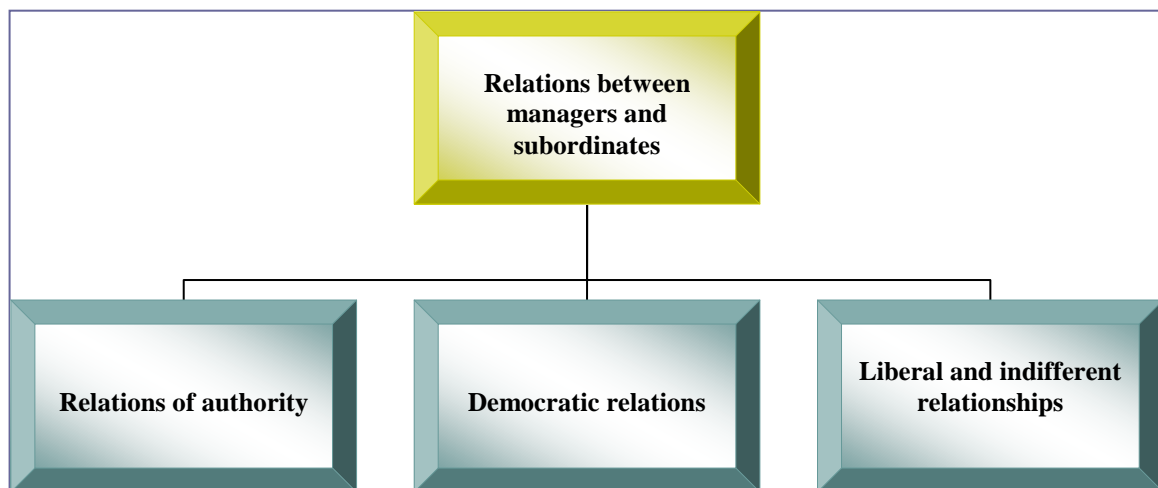 Relations between
managers and
subordinates
Relations of authority
Democratic relations
Liberal and indifferent
relationships